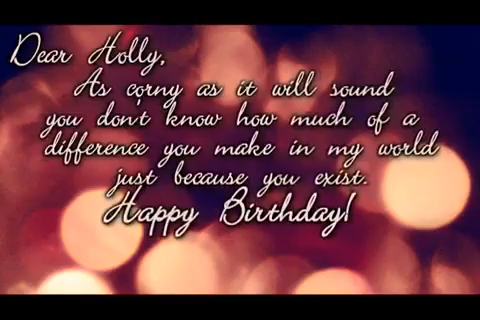 Dear Holly,
As corny as it will sound
you don't know how much of a
difference you make in my world
just because you exist.
Happy Birthday!